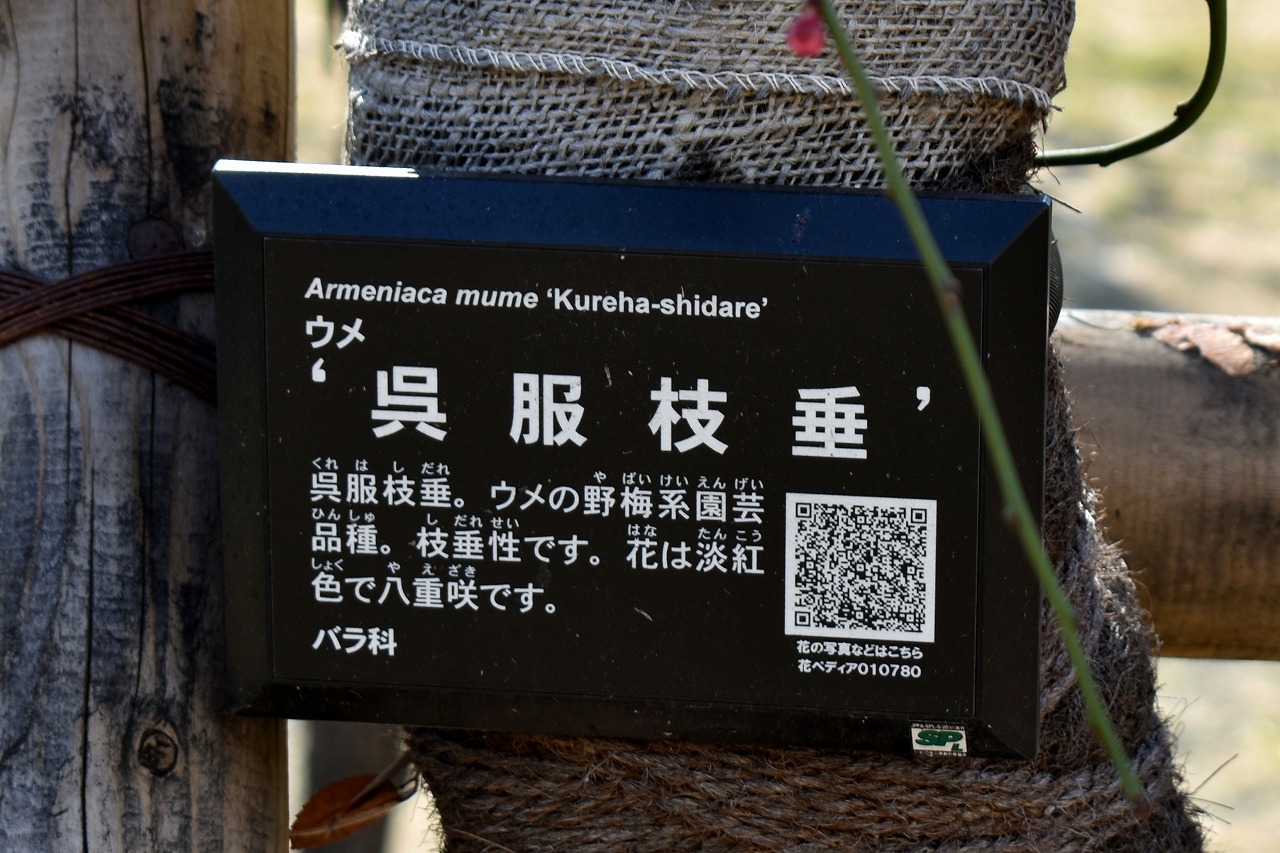 Armeniaca mume ‘Kureha-shidare’
ウメ
‘呉服枝垂’
くれ は し だれ や ばい けい えん げい
呉服枝垂。ウメの野梅系園芸
ひん しゅ し だれ せい はな たん こう
品種。枝垂性です。花は淡紅
しょく や え ざき
色で八重咲です。
バラ科
花の写真などはこちら
花ペディア010780
SPL